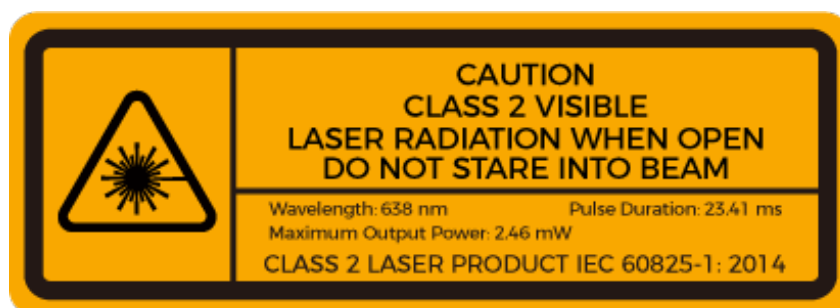 CAUTION
CLASS 2 VISIBLE
LASER RADIATION WHEN OPEN
DO NOT STARE INTO BEAM
Wavelength: 638 nm Pulse Duration: 23.41 ms
Maximum Output Power: 2.46 mW
CLASS 2 LASER PRODUCT IEC 60825-1: 2014